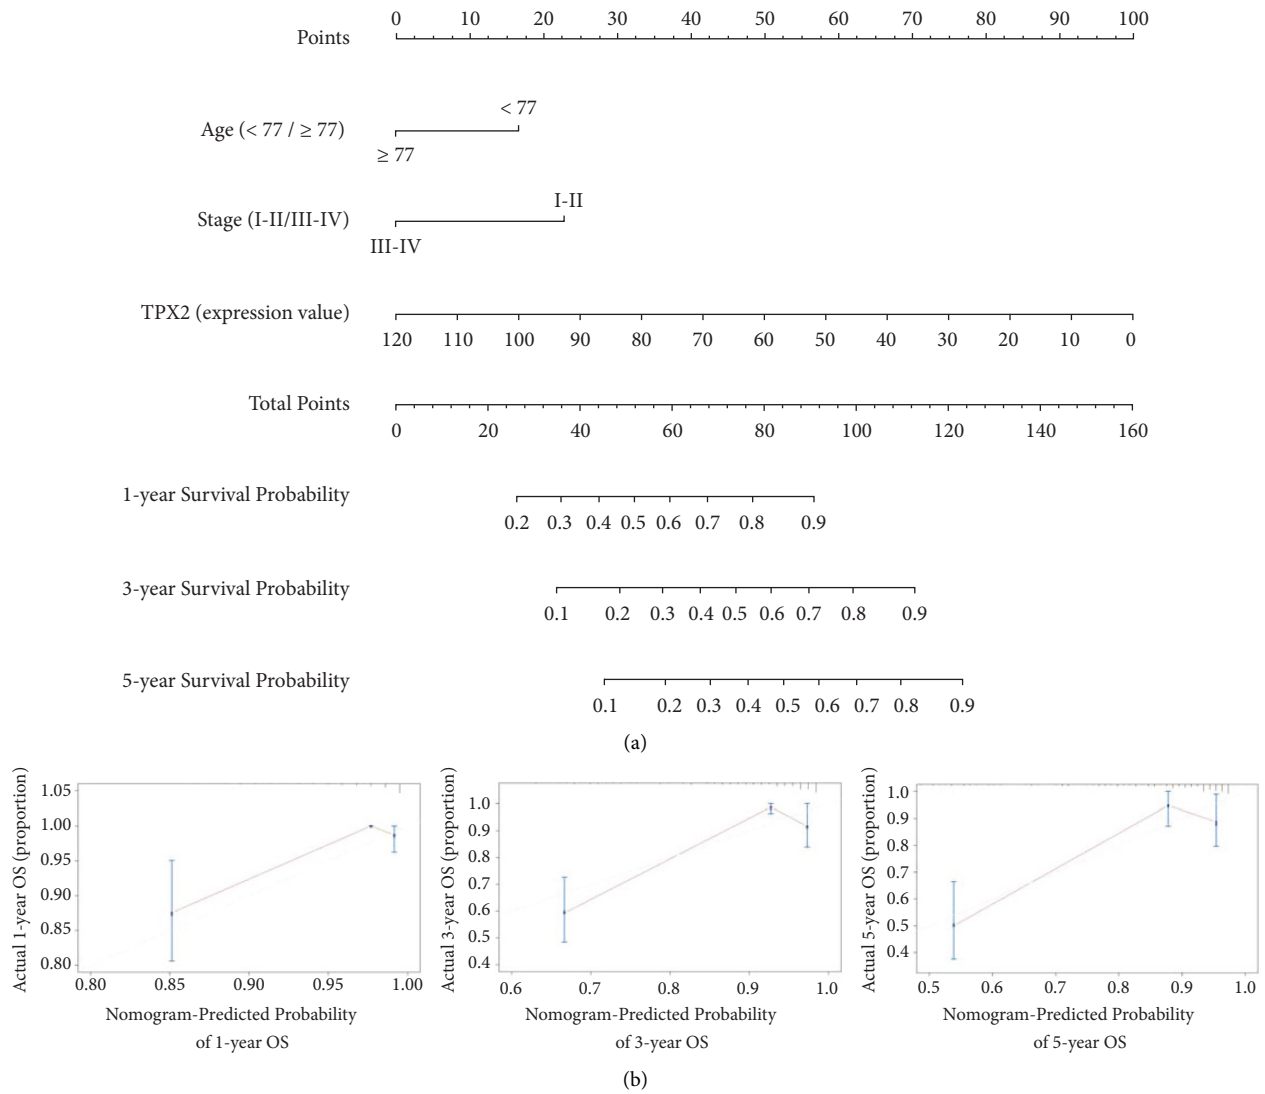 0 10 20 30 40 50 60 70 80 90 100
Points
< 77
Age (< 77 / ≥ 77)
≥ 77
I-II
Stage (I-II/III-IV)
III-IV
TPX2 (expression value)
120 110 100 90 80 70 60 50 40 30 20 10 0
Total Points
0 20 40 60 80 100 120 140 160
1-year Survival Probability
0.2 0.3 0.4 0.5 0.6 0.7 0.8 0.9
3-year Survival Probability
0.1 0.2 0.3 0.4 0.5 0.6 0.7 0.8 0.9
5-year Survival Probability
0.1 0.2 0.3 0.4 0.5 0.6 0.7 0.8 0.9
(a)
Actual 1-year OS (proportion)
1.05
1.00
0.95
0.90
0.85
0.80
0.80 0.85 0.90 0.95 1.00
Nomogram-Predicted Probability
of 1-year OS
Actual 3-year OS (proportion)
1.0
0.9
0.8
0.7
0.6
0.5
0.4
0.6 0.7 0.8 0.9 1.0
Nomogram-Predicted Probability
of 3-year OS
Actual 5-year OS (proportion)
1.0
0.9
0.8
0.7
0.6
0.5
0.4
0.5 0.6 0.7 0.8 0.9 1.0
Nomogram-Predicted Probability
of 5-year OS
(b)